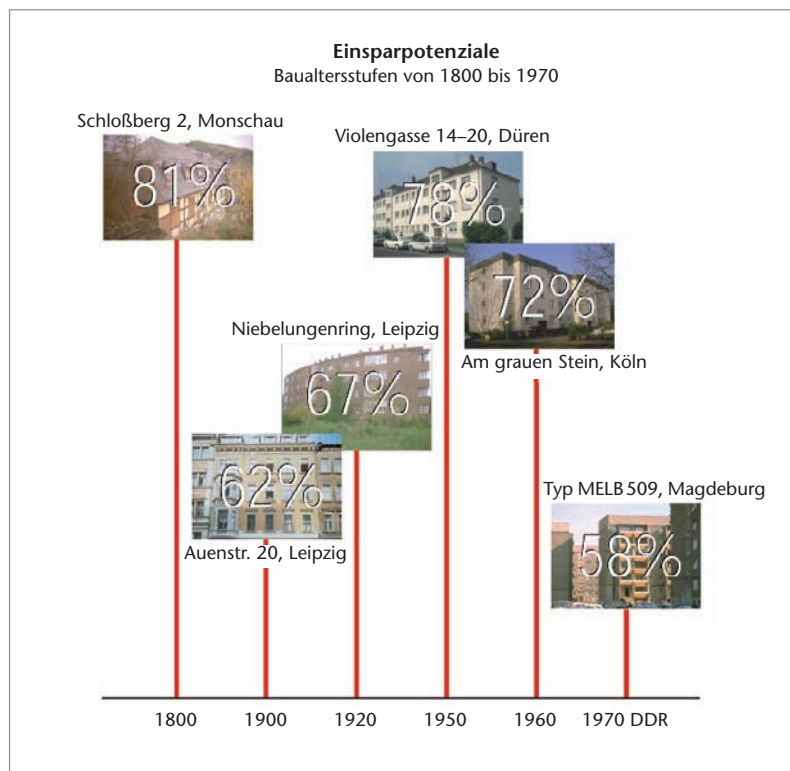 Einsparpotenziale
Baualtersstufen von 1800 bis 1970
Schloßberg 2, Monschau
81%
Violengasse 14–20, Düren
78%
72%
Am grauen Stein, Köln
Niebelungenring, Leipzig
67%
62%
Auenstr. 20, Leipzig
Typ MELB 509, Magdeburg
58%
1800 1900 1920 1950 1960 1970 DDR